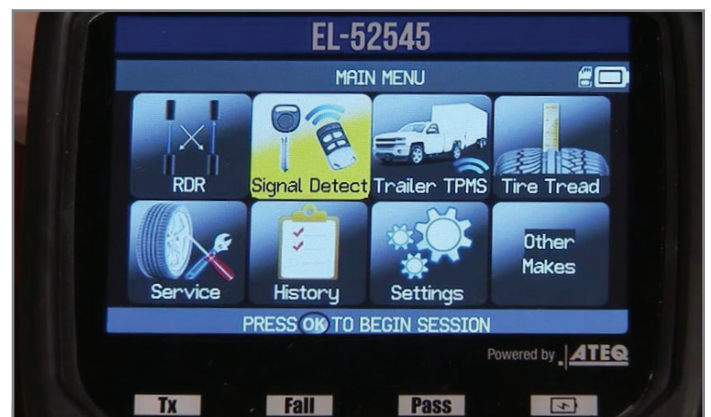 EL-52545
MAIN MENU
RDR
Signal Detect
Trailer TPMS
Tire Tread
Service
History
Settings
Other
Makes
PRESS OK TO BEGIN SESSION
Powered by ATEQ
Tx
Fail
Pass